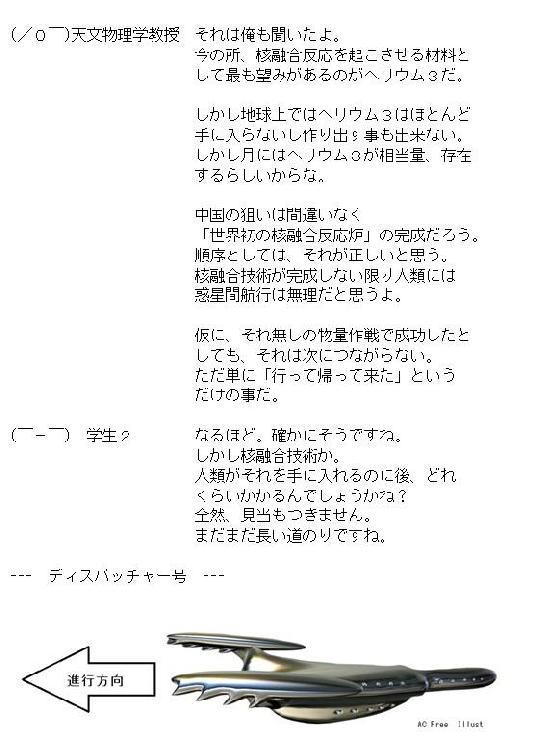 (／０￣)天文物理学教授　それは俺も聞いたよ。
今の所、核融合反応を起こさせる材料と
して最も望みがあるのがヘリウム３だ。
しかし地球上ではヘリウム３はほとんど
手に入らないし作り出す事も出来ない。
しかし月にはヘリウム３が相当量、存在
するらしいからな。
中国の狙いは間違いなく
「世界初の核融合反応炉」の完成だろう。
順序としては、それが正しいと思う。
核融合技術が完成しない限り人類には
惑星間航行は無理だと思うよ。
仮に、それ無しの物量作戦で成功したと
しても、それは次につながらない。
ただ単に「行って帰って来た」という
だけの事だ。
(￣－￣)　学生２　なるほど。確かにそうですね。
しかし核融合技術か。
人類がそれを手に入れるのに後、どれ
くらいかかるんでしょうかね？
全然、見当もつきません。
まだまだ長い道のりですね。
---　ディスパッチャー号　---
進行方向
AC Free Illust